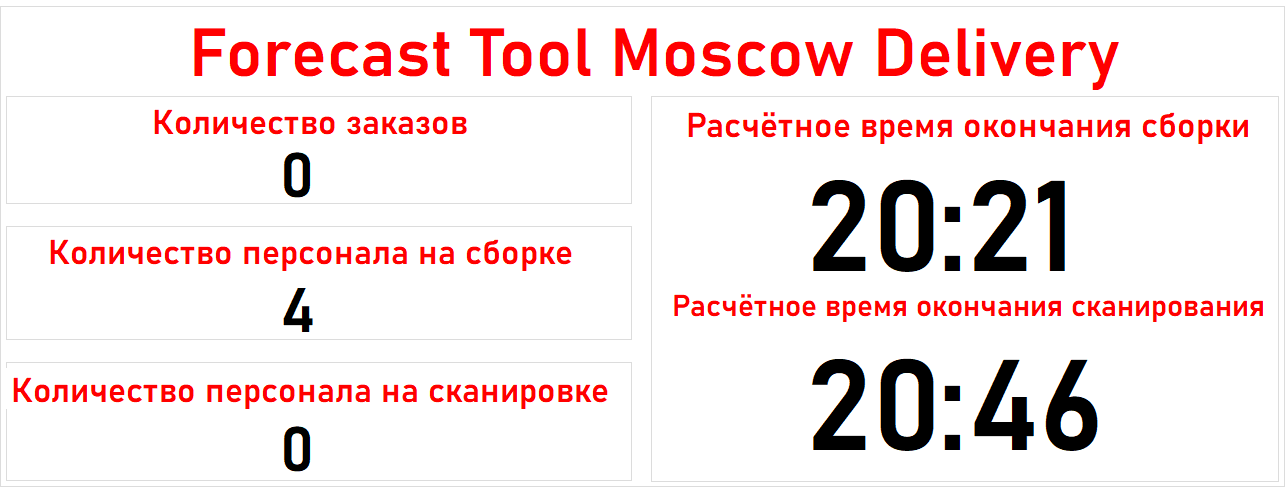 Forecast Tool Moscow Delivery
Количество заказов
0
Количество персонала на сборке
4
Количество персонала на сканировке
0
Расчётное время окончания сборки
20:21
Расчётное время окончания сканирования
20:46